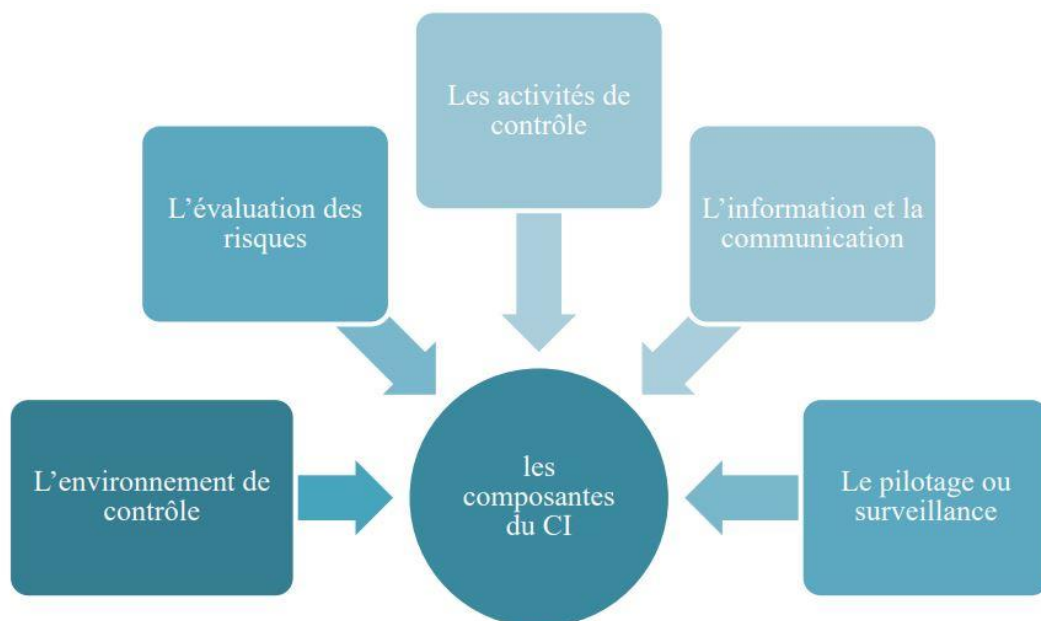 Les activités de
contrôle
L’évaluation des
risques
L’information et la
communication
L’environnement de
contrôle
les
composantes
du CI
Le pilotage ou
surveillance